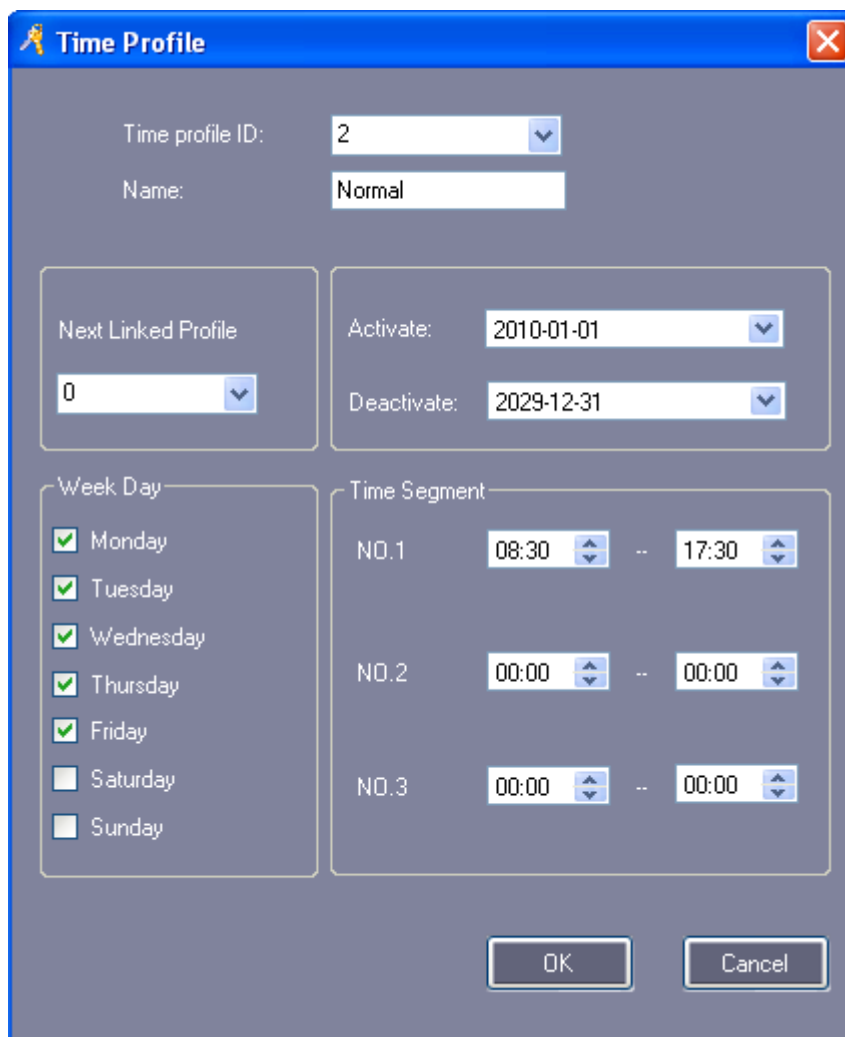 Time Profile
Time profile ID: 2
Name: Normal
Next Linked Profile
0
Activate: 2010-01-01
Deactivate: 2029-12-31
Week Day
Monday
Tuesday
Wednesday
Thursday
Friday
Saturday
Sunday
Time Segment
NO.1 08:30 -- 17:30
NO.2 00:00 -- 00:00
NO.3 00:00 -- 00:00
OK Cancel